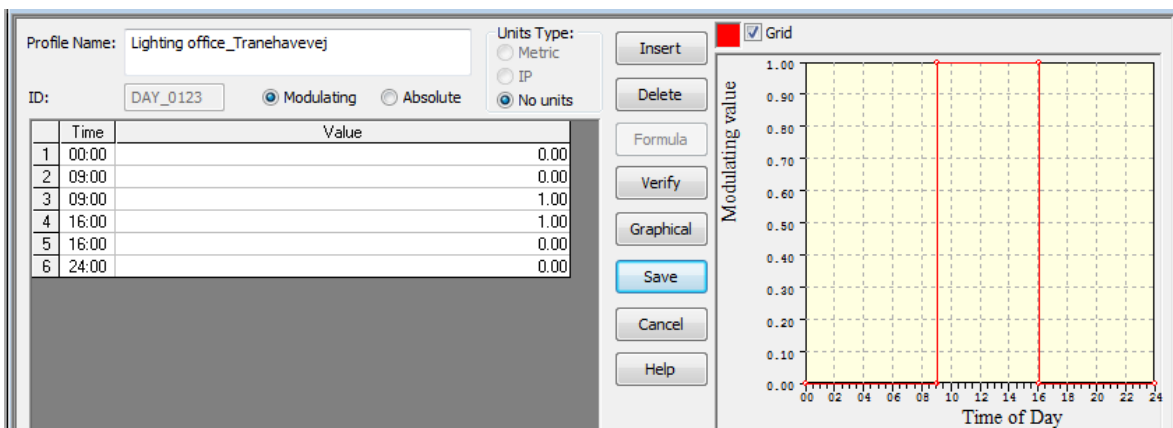 Profile Name: Lighting office_Tranehavevej
Units Type:
Metric
IP
No units
ID: DAY_0123 Modulating Absolute
Time Value
1 00:00 0.00
2 09:00 0.00
3 09:00 1.00
4 16:00 1.00
5 16:00 0.00
6 24:00 0.00
Insert
Delete
Formula
Verify
Graphical
Save
Cancel
Help
Grid
Modulating value
1.00
0.90
0.80
0.70
0.60
0.50
0.40
0.30
0.20
0.10
0.00
00 02 04 06 08 10 12 14 16 18 20 22 24
Time of Day